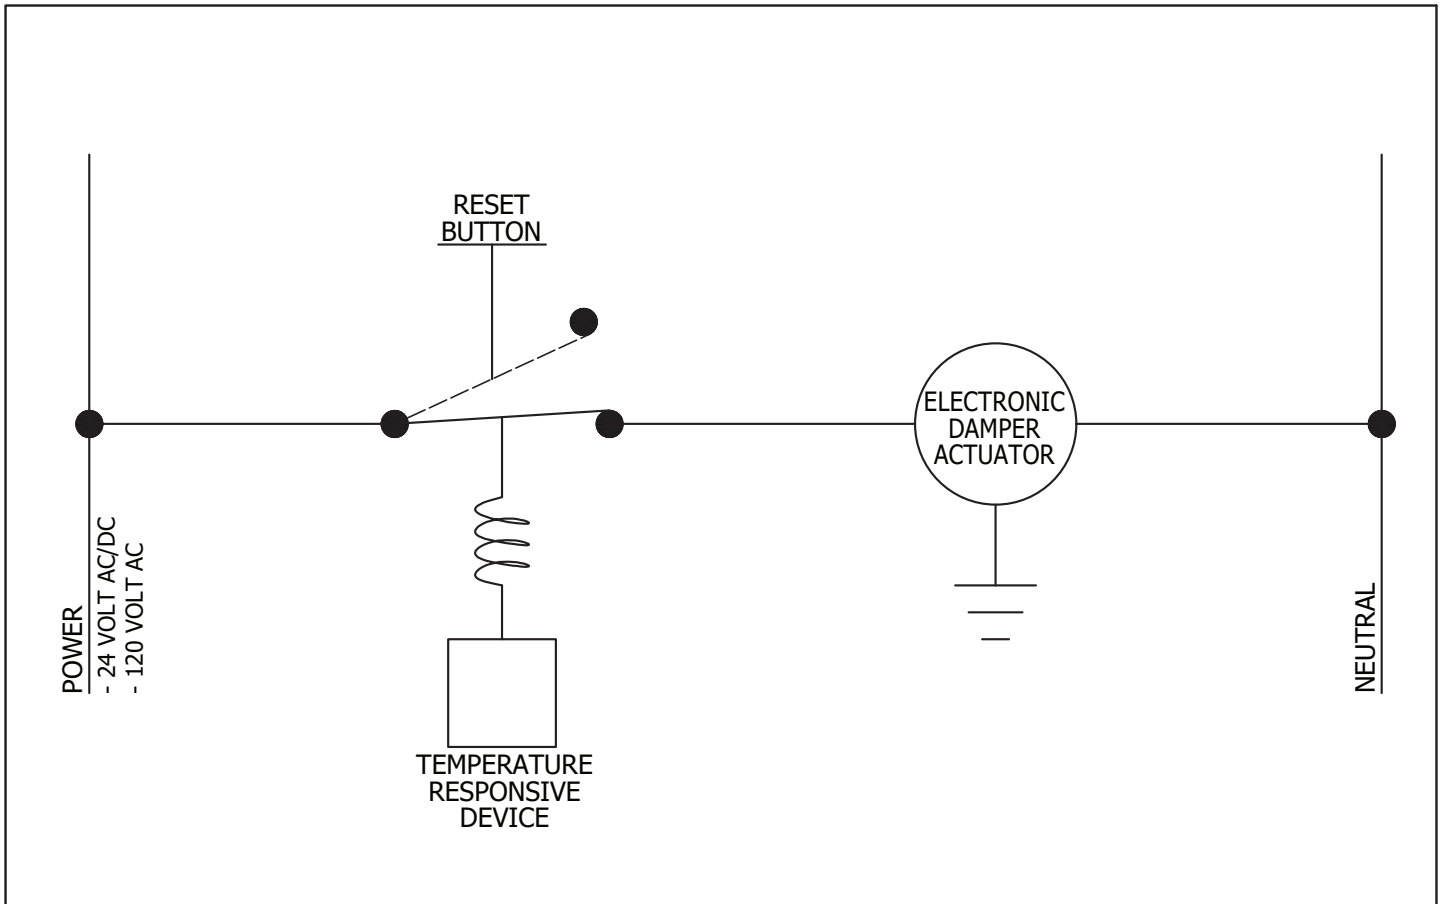 RESET
BUTTON
ELECTRONIC
DAMPER
ACTUATOR
POWER
- 24 VOLT AC/DC
- 120 VOLT AC
NEUTRAL
TEMPERATURE
RESPONSIVE
DEVICE